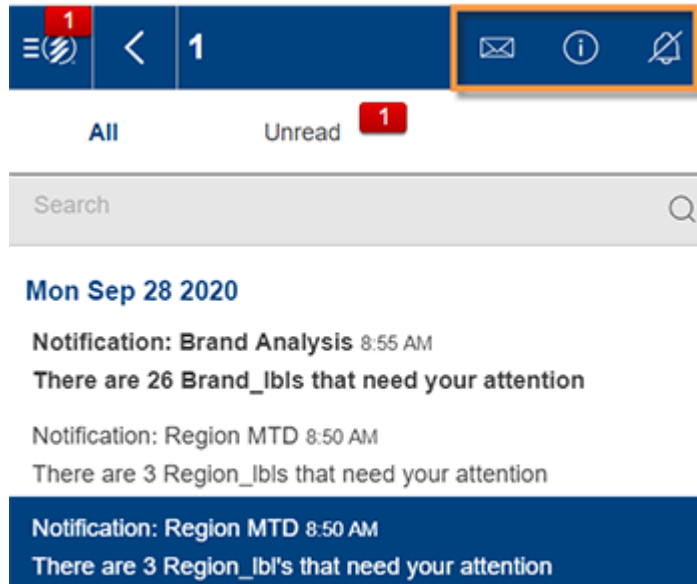 1
1
All
Unread 1
Search
Mon Sep 28 2020
Notification: Brand Analysis 8:55 AM
There are 26 Brand_lbls that need your attention
Notification: Region MTD 8:50 AM
There are 3 Region_lbls that need your attention
Notification: Region MTD 8:50 AM
There are 3 Region_lbl's that need your attention